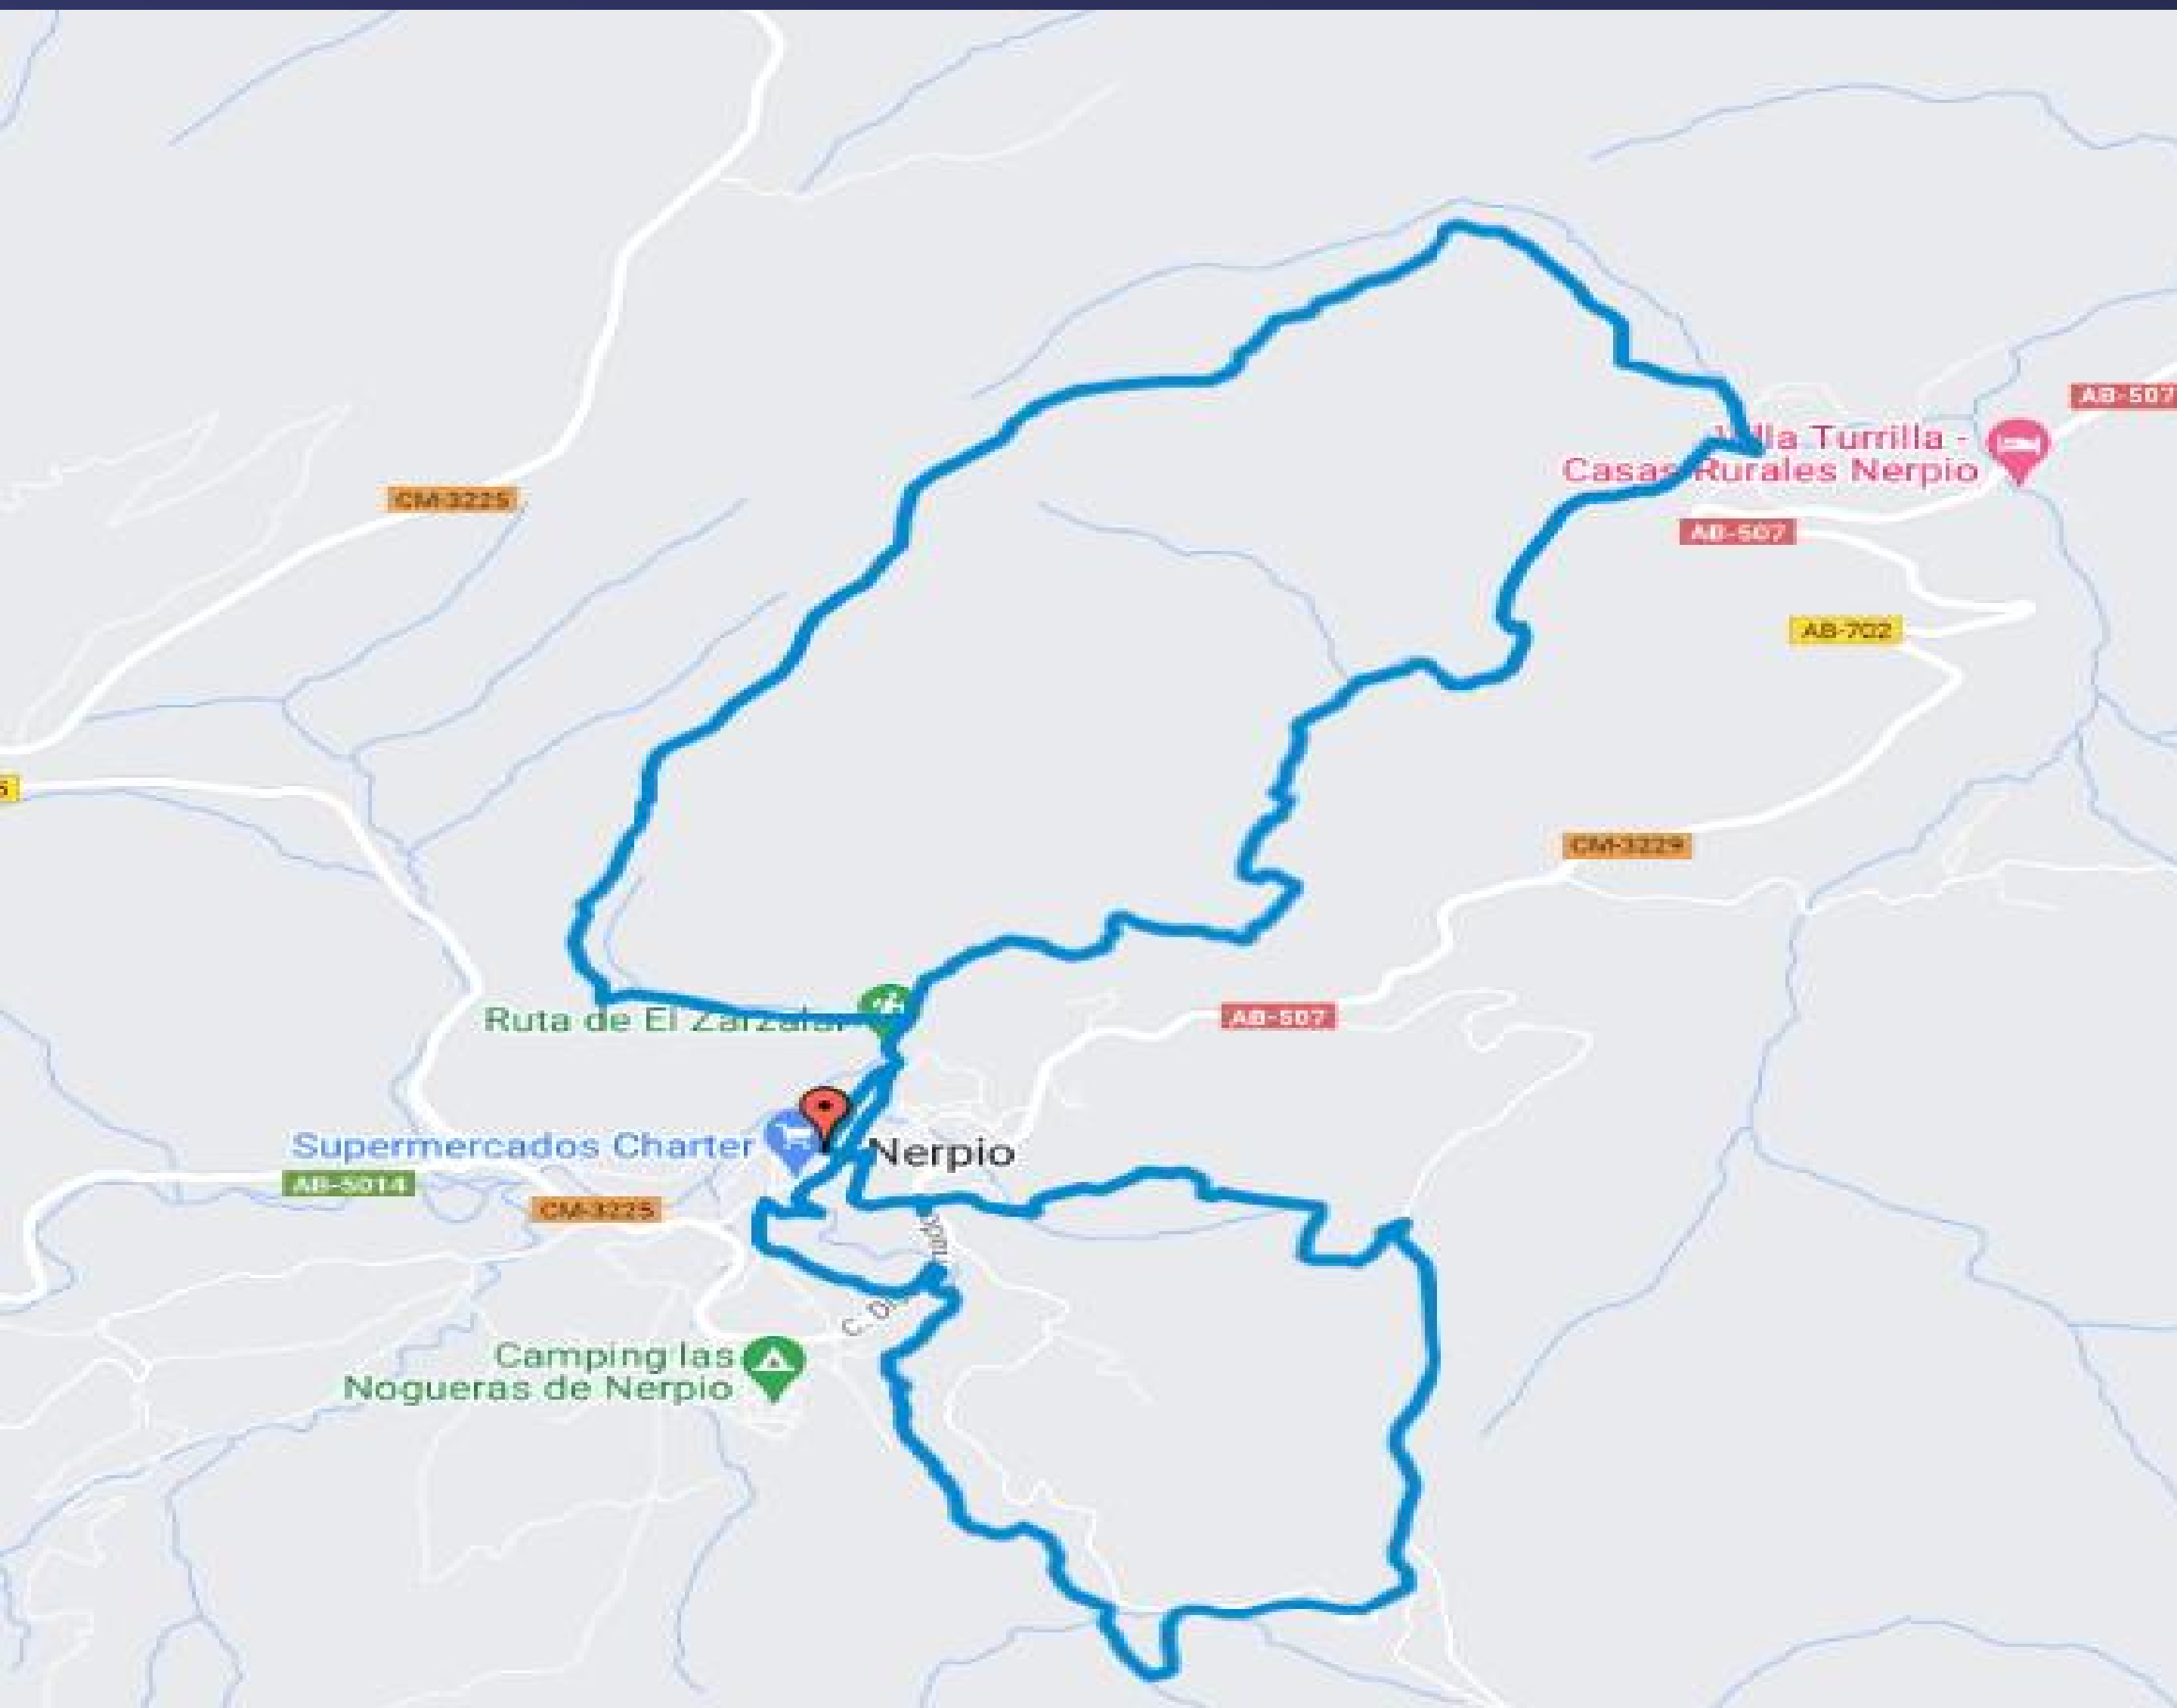 AB-507
Villa Turrilla -
Casas Rurales Nerpio
CM-3225
AB-507
AB-702
5
CM-3229
Ruta de El Zarzalar
AB-507
Supermercados Charter
Nerpio
AB-5014
CM-3225
Camping las
Nogueras de Nerpio